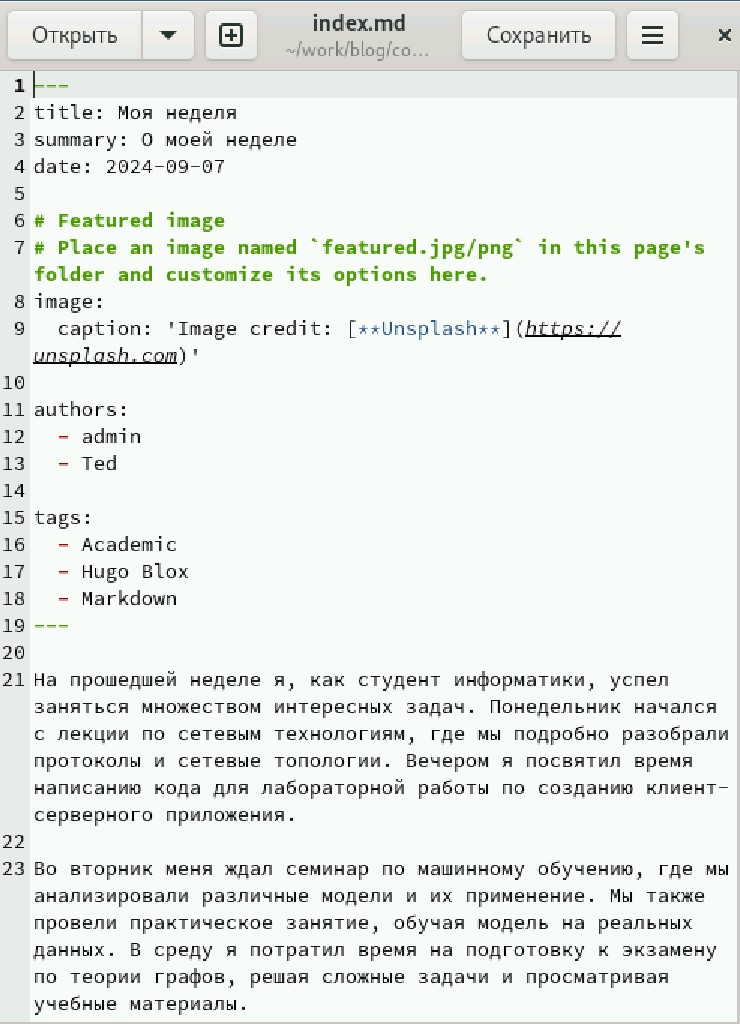 Открыть
index.md
~/work/blog/co...
Сохранить
1 ---
2 title: Моя неделя
3 summary: О моей неделе
4 date: 2024-09-07
5
6 # Featured image
7 # Place an image named `featured.jpg/png` in this page's
folder and customize its options here.
8 image:
9   caption: 'Image credit: [**Unsplash**](https://
unsplash.com)'
10
11 authors:
12   - admin
13   - Ted
14
15 tags:
16   - Academic
17   - Hugo Blox
18   - Markdown
19 ---
20
21 На прошедшей неделе я, как студент информатики, успел
заняться множеством интересных задач. Понедельник начался
с лекции по сетевым технологиям, где мы подробно разобрали
протоколы и сетевые топологии. Вечером я посвятил время
написанию кода для лабораторной работы по созданию клиент-
серверного приложения.
22
23 Во вторник меня ждал семинар по машинному обучению, где мы
анализировали различные модели и их применение. Мы также
провели практическое занятие, обучая модель на реальных
данных. В среду я потратил время на подготовку к экзамену
по теории графов, решая сложные задачи и просматривая
учебные материалы.